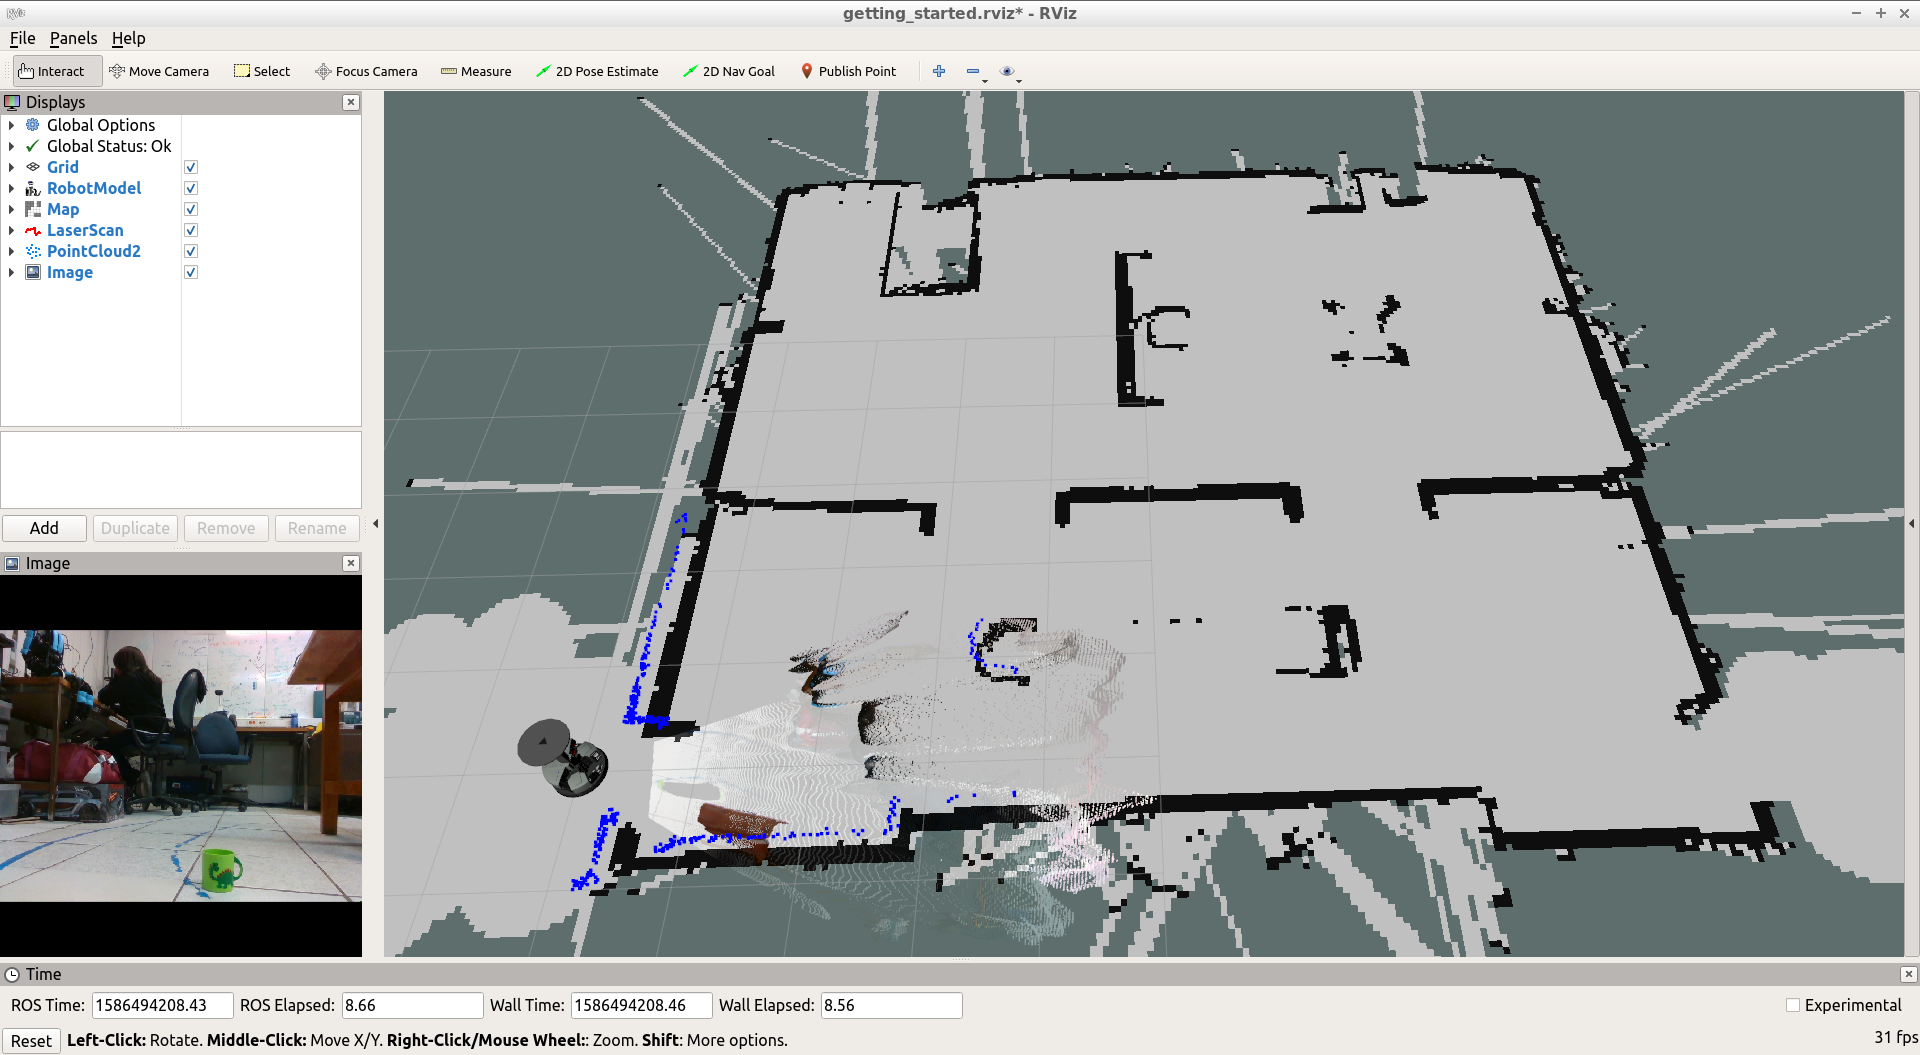 RViz
getting_started.rviz* - RViz
File Panels Help
Interact Move Camera Select Focus Camera Measure 2D Pose Estimate 2D Nav Goal Publish Point
Displays
Global Options
Global Status: Ok
Grid
RobotModel
Map
LaserScan
PointCloud2
Image
Add Duplicate Remove Rename
Image
Time
ROS Time: 1586494208.43 ROS Elapsed: 8.66 Wall Time: 1586494208.46 Wall Elapsed: 8.56 Experimental
Reset Left-Click: Rotate. Middle-Click: Move X/Y. Right-Click/Mouse Wheel:: Zoom. Shift: More options. 31 fps